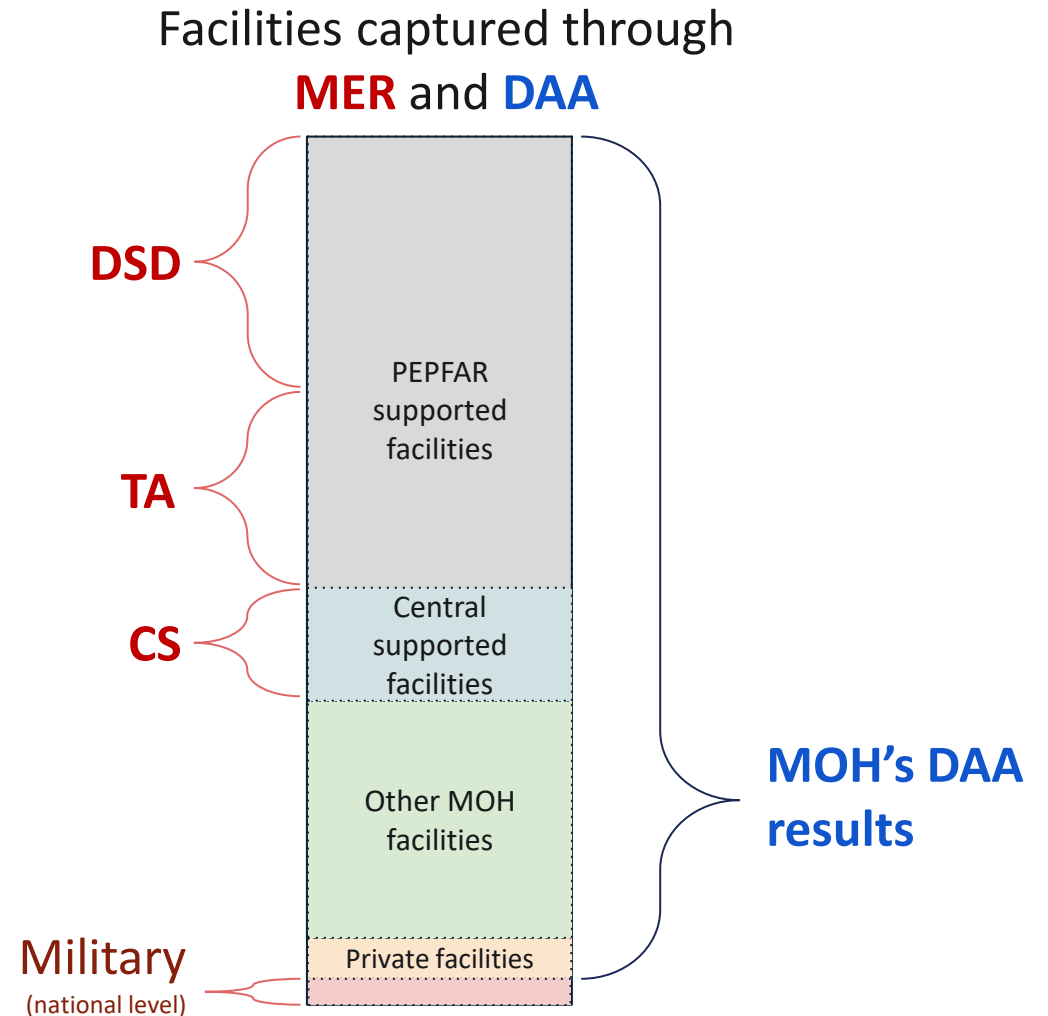 Facilities captured through
MER and DAA
DSD
PEPFAR
supported
facilities
TA
Central
supported
facilities
CS
MOH’s DAA
results
Other MOH
facilities
Military
(national level)
Private facilities